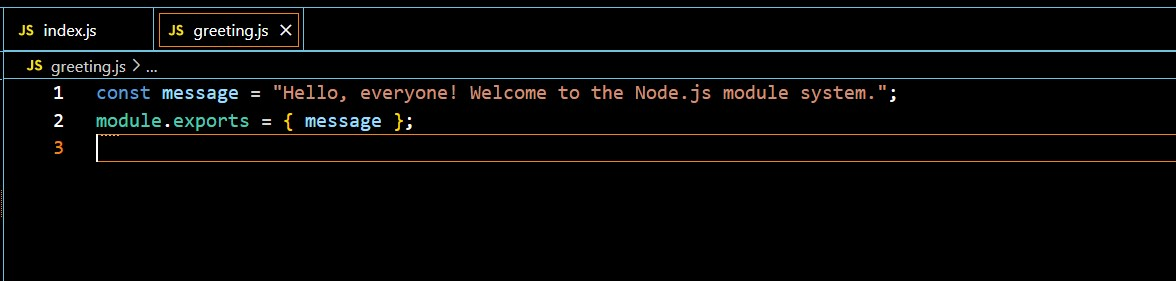 JS index.js JS greeting.js ×
JS greeting.js > ...
1 const message = "Hello, everyone! Welcome to the Node.js module system.";
2 module.exports = { message };
3